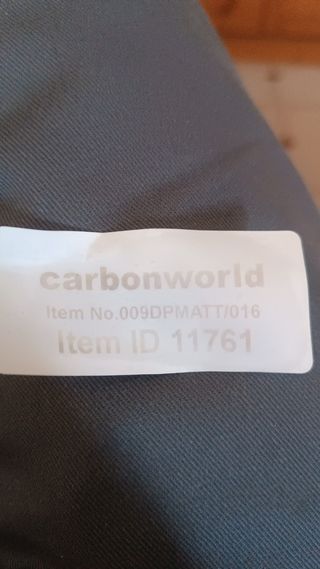 carbonworld
Item No.009DPMATT/016
Item ID 11761